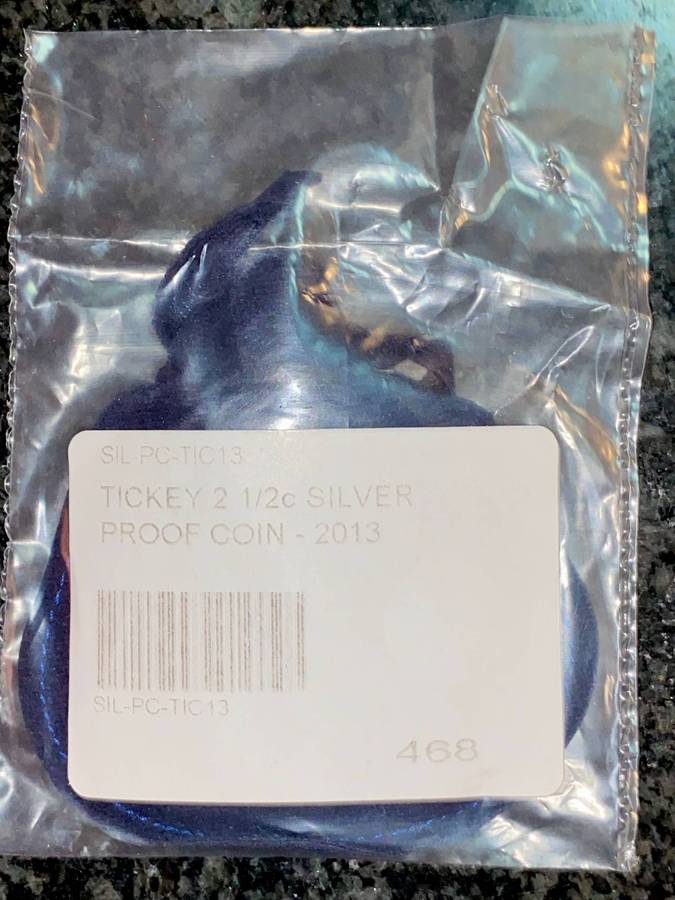 SIL-PC-TIC13
TICKEY 2 1/2c SILVER
PROOF COIN - 2013
SIL-PC-TIC13
468